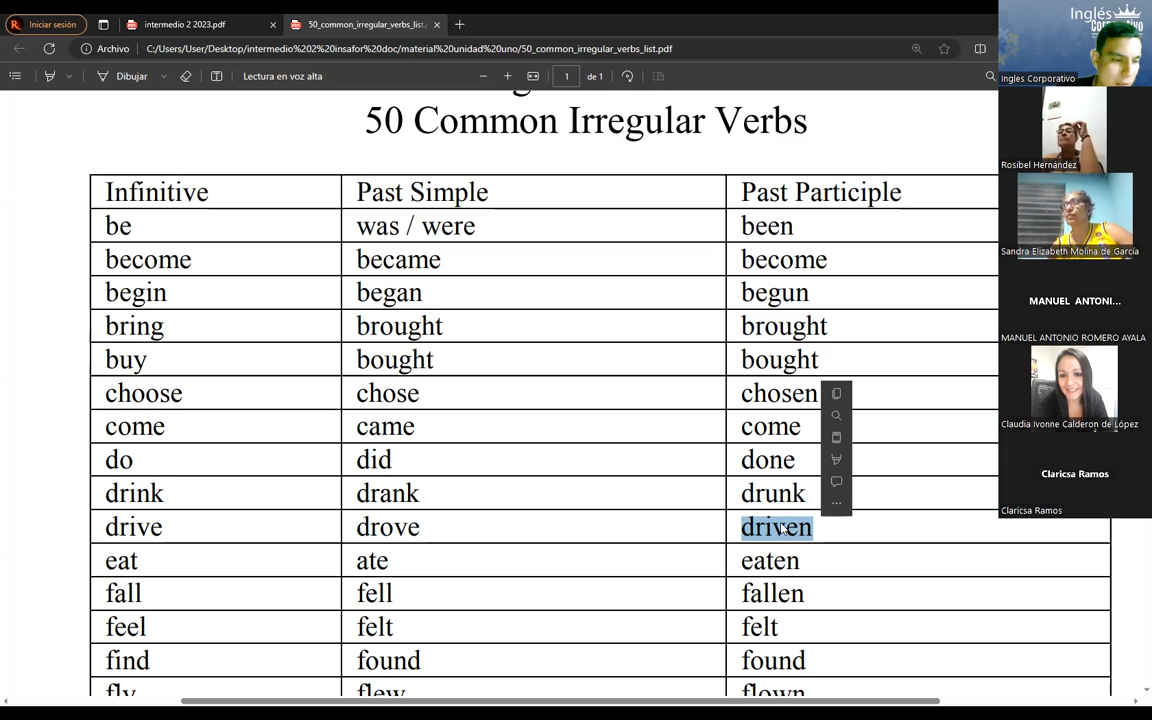 Iniciar sesión
intermedio 2 2023.pdf
50_common_irregular_verbs_list.
Archivo
C:/Users/User/Desktop/intermedio%202%20insafor%20doc/material%20unidad%20uno/50_common_irregular_verbs_list.pdf
Dibujar
Lectura en voz alta
1
de 1
Inglés
Corporativo
Ingles Corporativo
Rosibel Hernández
Sandra Elizabeth Molina de García
MANUEL ANTONI...
MANUEL ANTONIO ROMERO AYALA
Claudia Ivonne Calderon de López
Claricsa Ramos
Claricsa Ramos
50 Common Irregular Verbs
Infinitive Past Simple Past Participle
be was / were been
become became become
begin began begun
bring brought brought
buy bought bought
choose chose chosen
come came come
do did done
drink drank drunk
drive drove driven
eat ate eaten
fall fell fallen
feel felt felt
find found found
fly flew flown